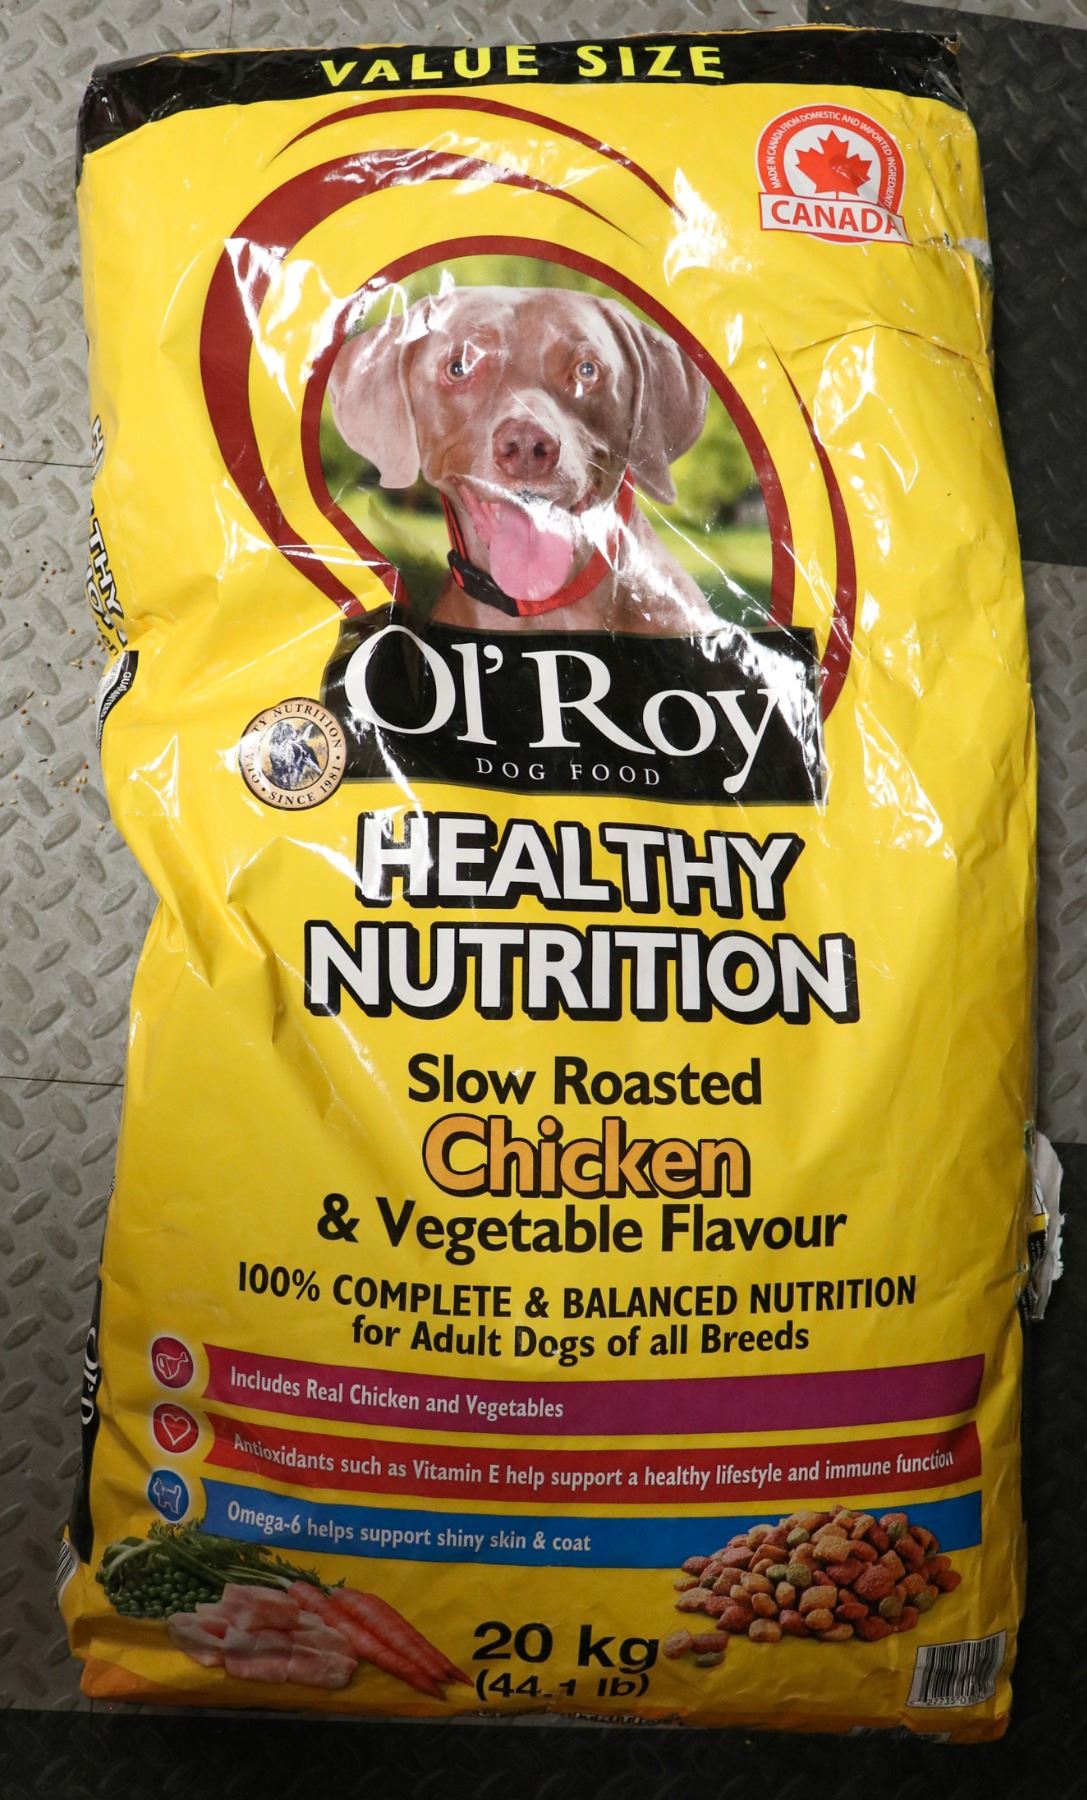 VALUE SIZE
MADE IN CANADA FROM DOMESTIC AND IMPORTED INGREDIENTS
CANADA
Ol' Roy
DOG FOOD
NUTRITION
SINCE 1981
HEALTHY
NUTRITION
Slow Roasted
Chicken
& Vegetable Flavour
100% COMPLETE & BALANCED NUTRITION
for Adult Dogs of all Breeds
Includes Real Chicken and Vegetables
Antioxidants such as Vitamin E help support a healthy lifestyle and immune function
Omega-6 helps support shiny skin & coat
20 kg
(44.1 lb)